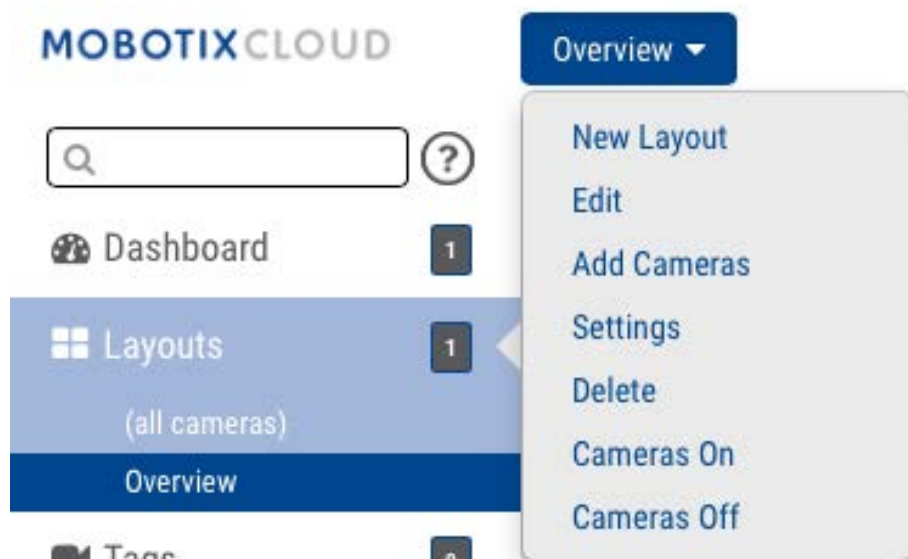 MOBOTIXCLOUD
Overview
Dashboard
1
Layouts
1
(all cameras)
Overview
Tags
New Layout
Edit
Add Cameras
Settings
Delete
Cameras On
Cameras Off